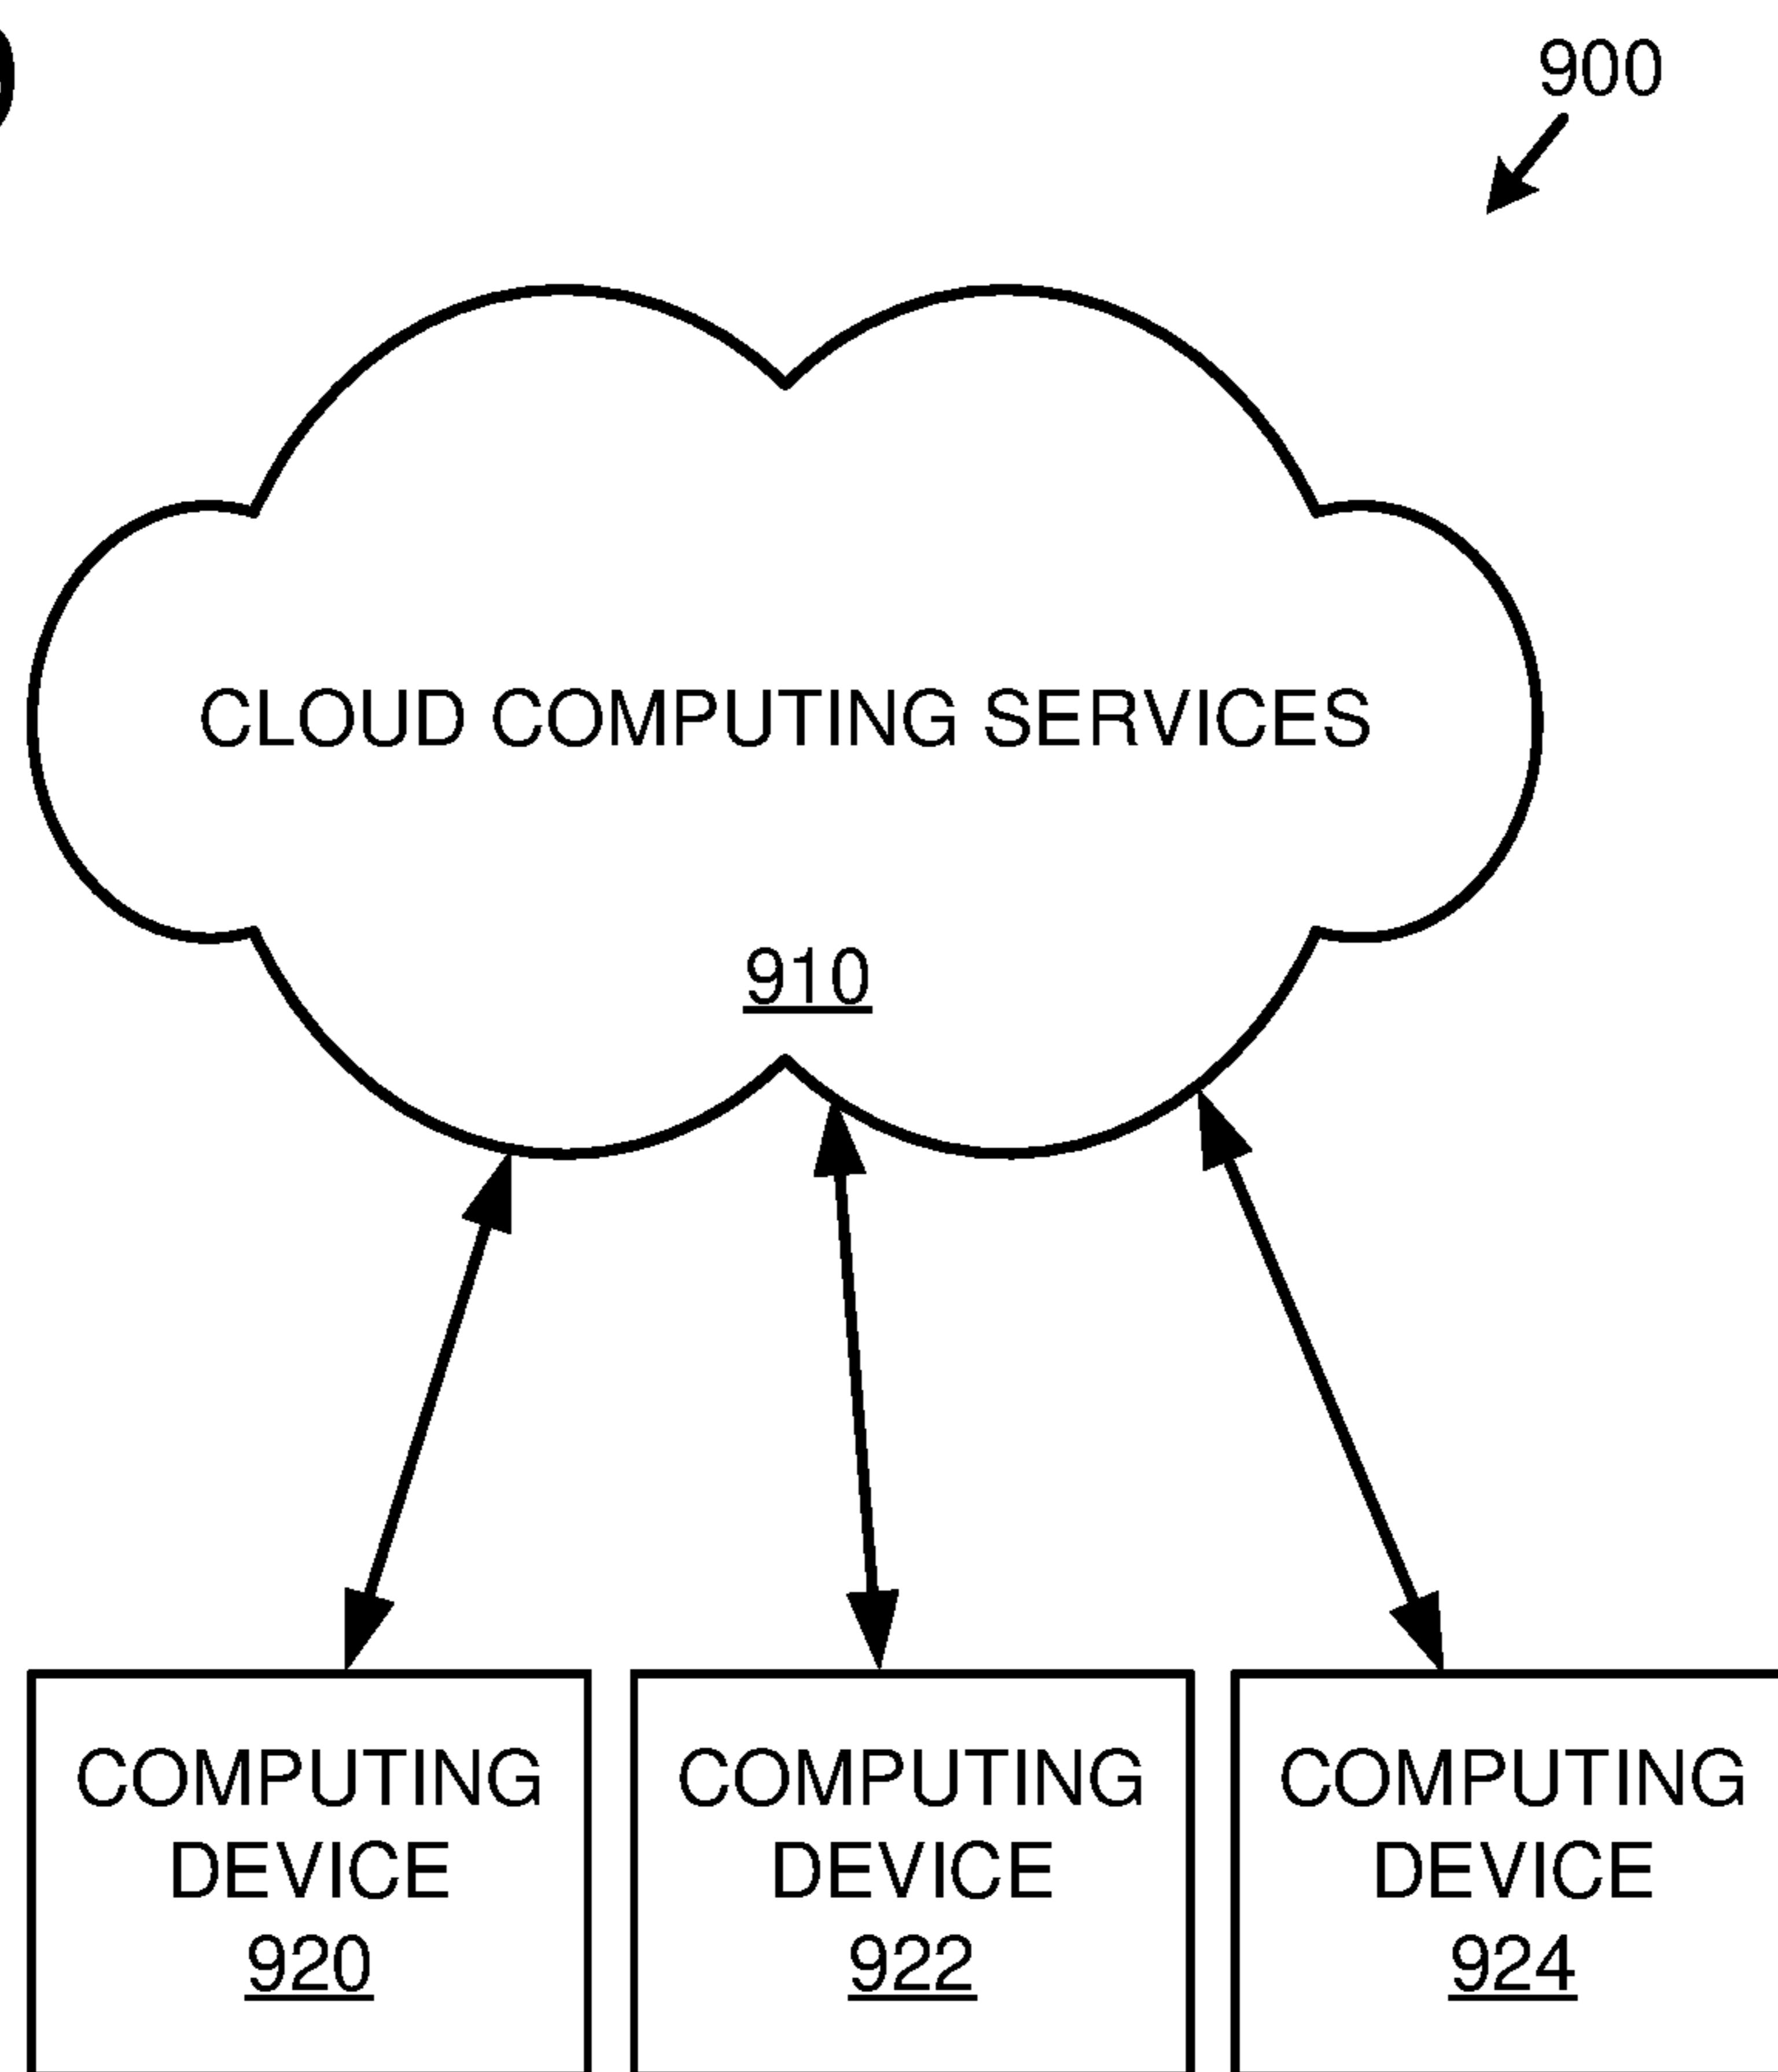 900
CLOUD COMPUTING SERVICES
910
COMPUTING
DEVICE
920
COMPUTING
DEVICE
922
COMPUTING
DEVICE
924